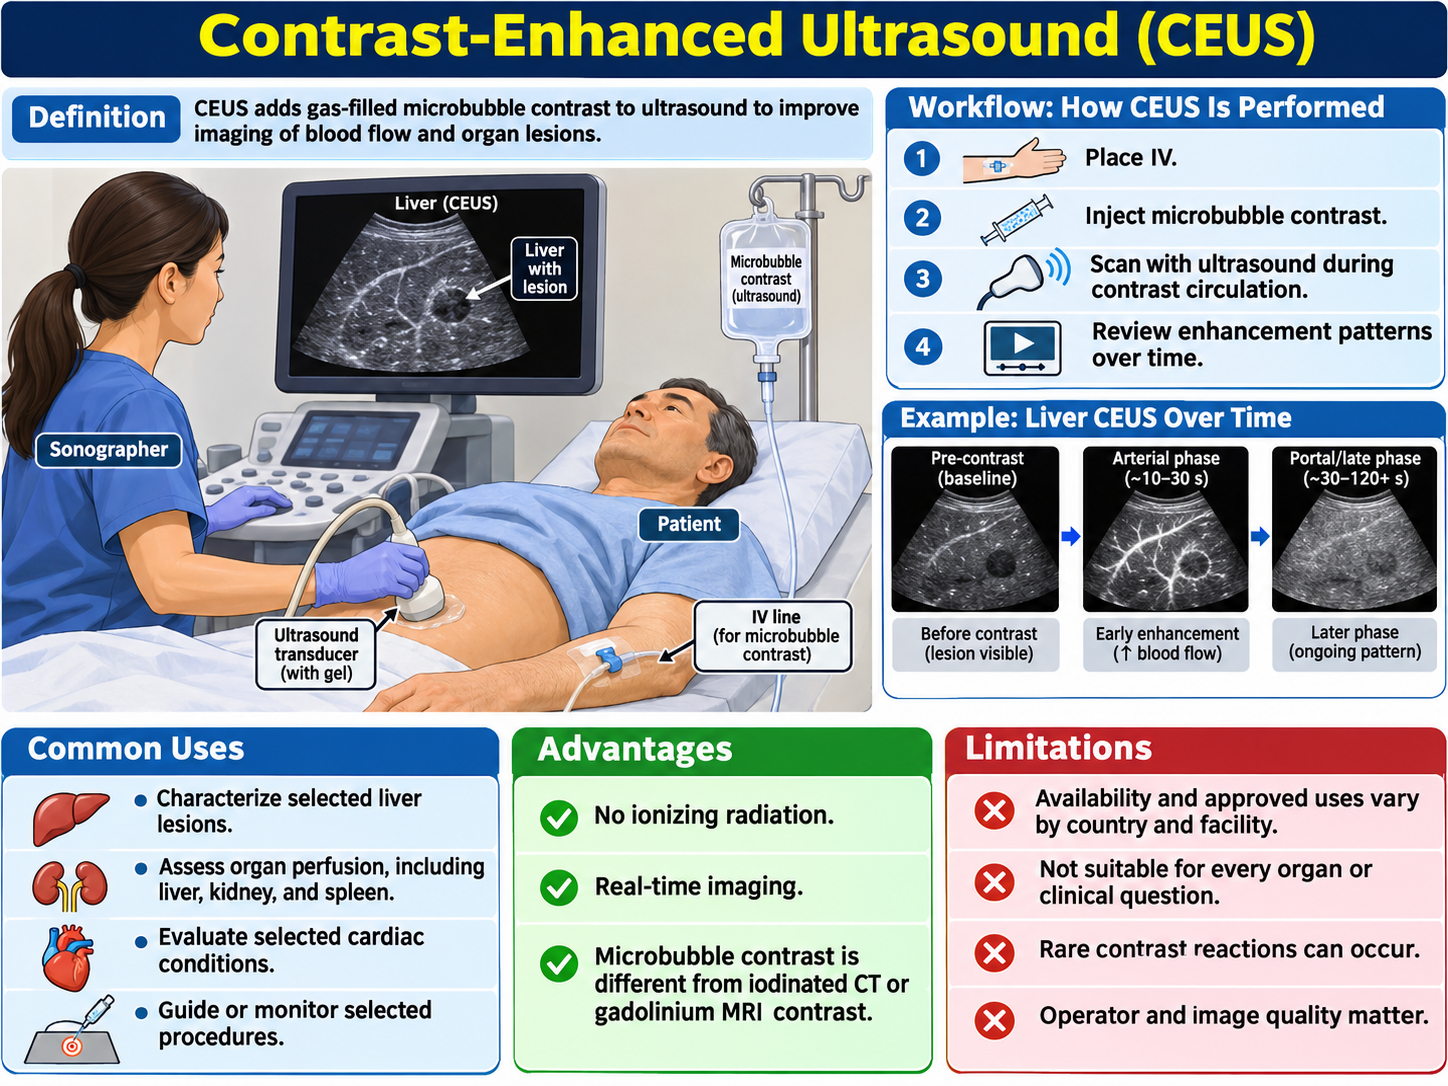 Contrast-Enhanced Ultrasound (CEUS)
Definition
CEUS adds gas-filled microbubble contrast to ultrasound to improve
imaging of blood flow and organ lesions.
Liver (CEUS)
Liver
with
lesion
Microbubble
contrast
(ultrasound)
Sonographer
Patient
Ultrasound
transducer
(with gel)
IV line
(for microbubble
contrast)
Workflow: How CEUS Is Performed
1
Place IV.
2
Inject microbubble contrast.
3
Scan with ultrasound during
contrast circulation.
4
Review enhancement patterns
over time.
Example: Liver CEUS Over Time
Pre-contrast
(baseline)
Before contrast
(lesion visible)
Arterial phase
(~10–30 s)
Early enhancement
(↑ blood flow)
Portal/late phase
(~30–120+ s)
Later phase
(ongoing pattern)
Common Uses
• Characterize selected liver
lesions.
• Assess organ perfusion, including
liver, kidney, and spleen.
• Evaluate selected cardiac
conditions.
• Guide or monitor selected
procedures.
Advantages
No ionizing radiation.
Real-time imaging.
Microbubble contrast is
different from iodinated CT or
gadolinium MRI contrast.
Limitations
Availability and approved uses vary
by country and facility.
Not suitable for every organ or
clinical question.
Rare contrast reactions can occur.
Operator and image quality matter.